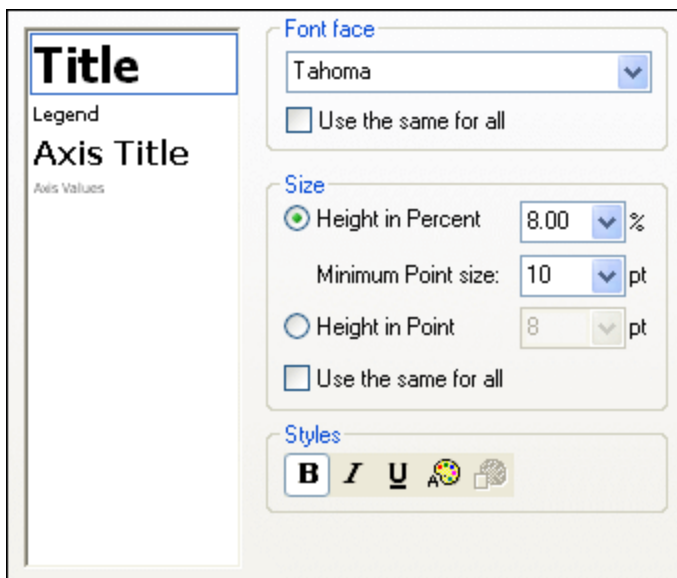 Title
Legend
Axis Title
Axis Values
Font face
Tahoma
Use the same for all
Size
Height in Percent 8.00 %
Minimum Point size: 10 pt
Height in Point 8 pt
Use the same for all
Styles
B I U A